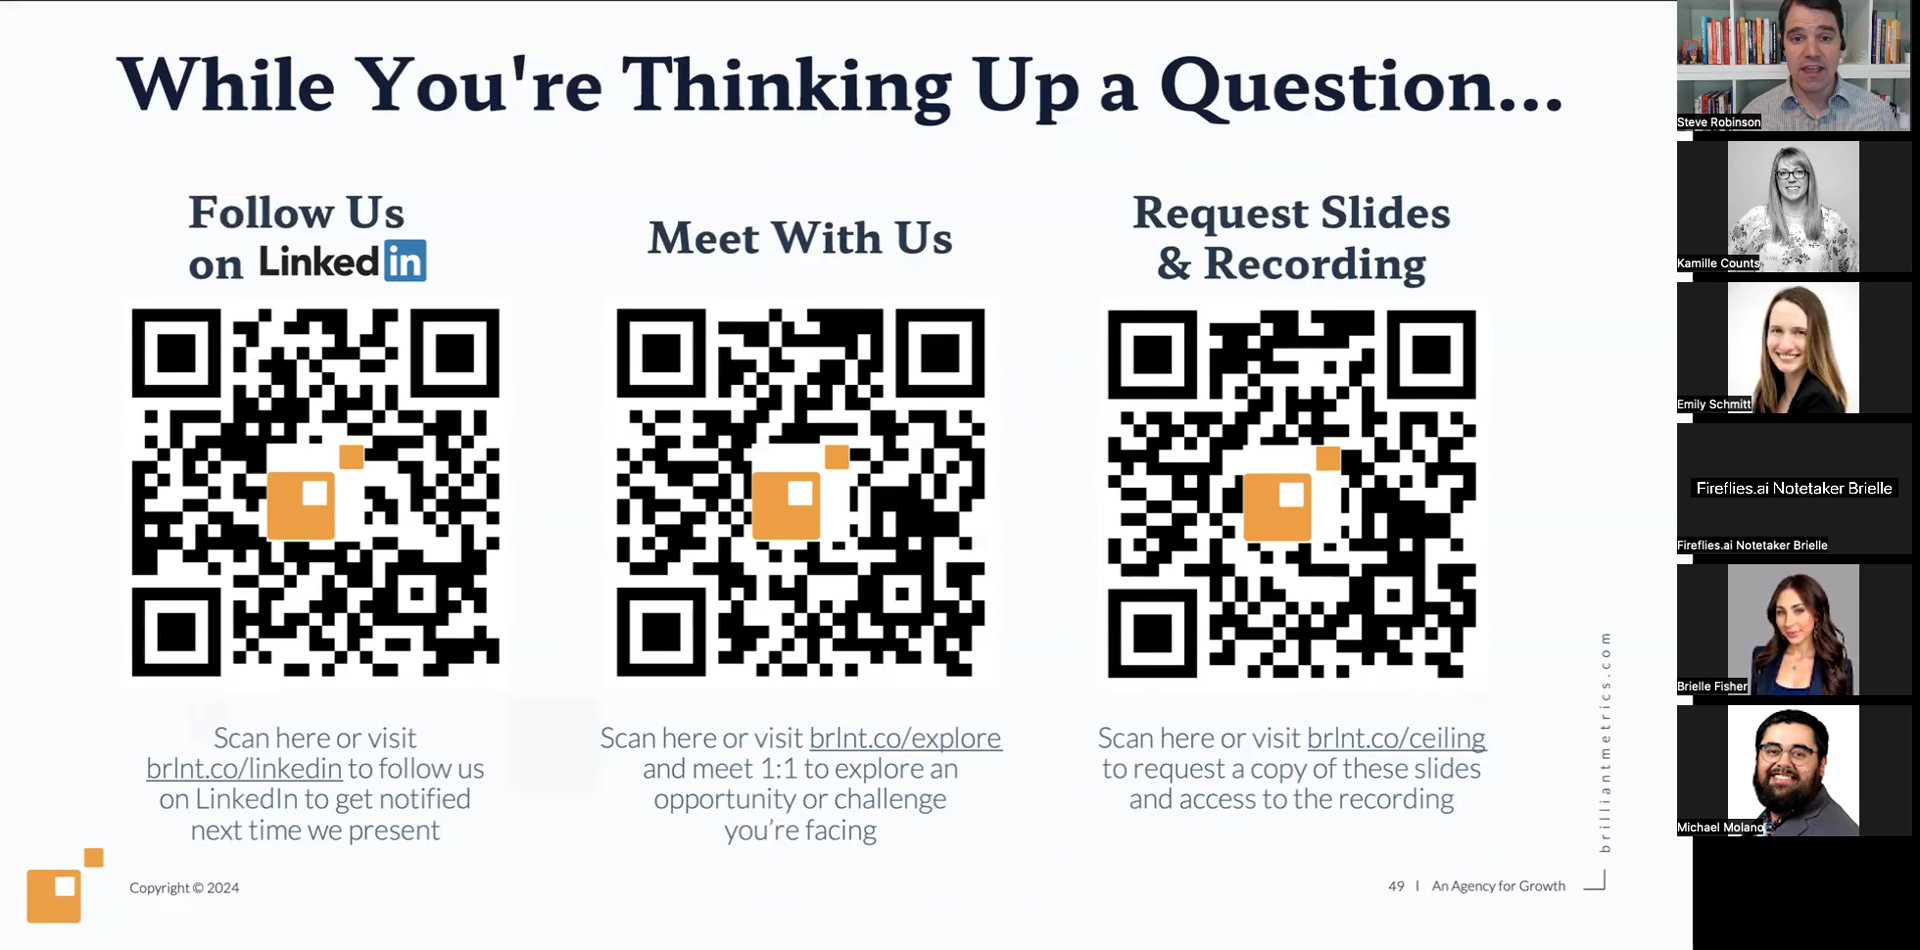 While You're Thinking Up a Question...
Follow Us
on LinkedIn
Meet With Us
Request Slides
& Recording
Scan here or visit
brlnt.co/linkedin to follow us
on LinkedIn to get notified
next time we present
Scan here or visit brlnt.co/explore
and meet 1:1 to explore an
opportunity or challenge
you're facing
Scan here or visit brlnt.co/ceiling
to request a copy of these slides
and access to the recording
brilliantmetrics.com
Copyright © 2024
49 | An Agency for Growth
Steve Robinson
Kamille Counts
Emily Schmitt
Fireflies.ai Notetaker Brielle
Fireflies.ai Notetaker Brielle
Brielle Fisher
Michael Molano